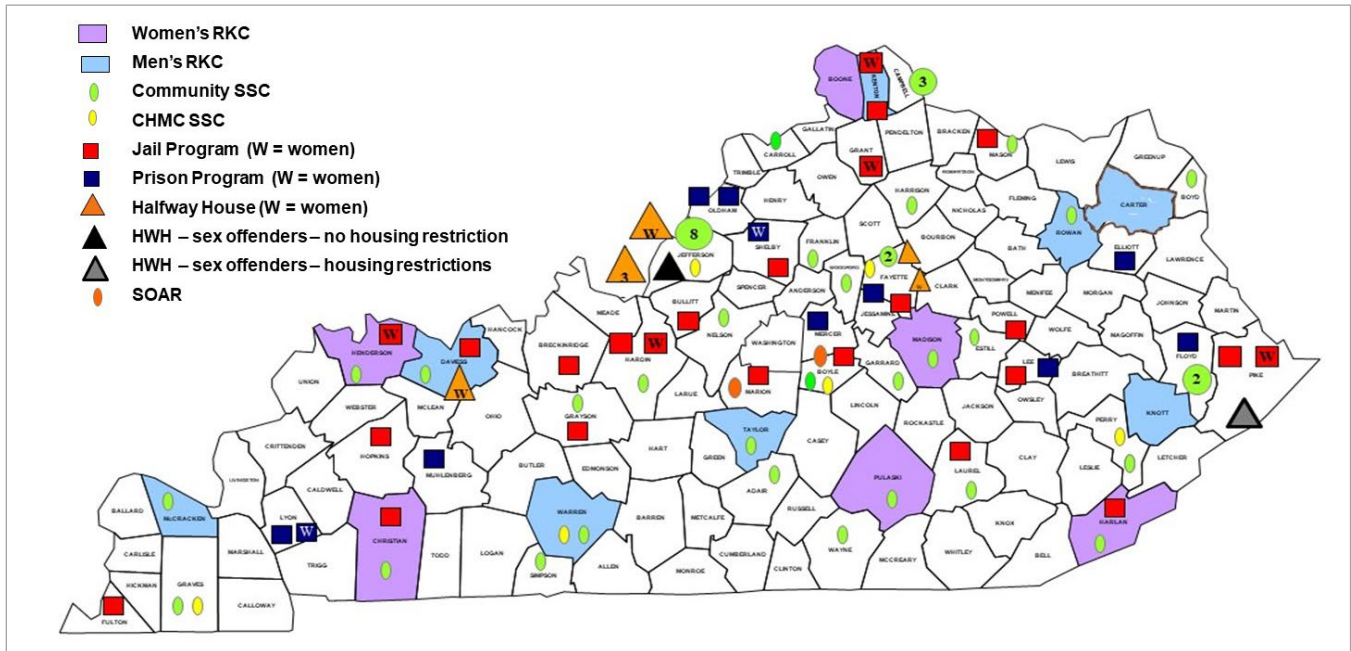 Women's RKC
Men's RKC
Community SSC
CHMC SSC
Jail Program (W = women)
Prison Program (W = women)
Halfway House (W = women)
HWH – sex offenders – no housing restriction
HWH – sex offenders – housing restrictions
SOAR
BOONE
W
KENTON
CAMPBELL
3
GALLATIN
PENDELTON
BRACKEN
CARROLL
GRANT
W
MASON
LEWIS
GREENUP
TRIMBLE
OWEN
ROBERTSON
HARRISON
FLEMING
CARTER
BOYD
OLDHAM
HENRY
NICHOLAS
ROWAN
W
8
W
SHELBY
SCOTT
BOURBON
BATH
ELLIOTT
LAWRENCE
JEFFERSON
FRANKLIN
2
3
WOODFORD
FAYETTE
W
CLARK
MONTGOMERY
MENIFEE
MORGAN
JOHNSON
MARTIN
SPENCER
ANDERSON
BULLITT
JESSAMINE
POWELL
MEADE
NELSON
MERCER
MADISON
WOLFE
MAGOFFIN
HANCOCK
W
HENDERSON
DAVIESS
BRECKINRIDGE
HARDIN
W
WASHINGTON
GARRARD
ESTILL
LEE
FLOYD
W
PIKE
BOYLE
BREATHITT
2
UNION
W
LARUE
MARION
OWSLEY
WEBSTER
MCLEAN
OHIO
GRAYSON
LINCOLN
JACKSON
KNOTT
ROCKASTLE
PERRY
TAYLOR
CRITTENDEN
HOPKINS
HART
GREEN
CASEY
CLAY
LETCHER
MUHLENBERG
BUTLER
EDMONSON
LAUREL
LESLIE
LIVINGSTON
CALDWELL
ADAIR
PULASKI
BALLARD
McCRACKEN
LYON
W
WARREN
BARREN
METCALFE
RUSSELL
KNOX
HARLAN
CHRISTIAN
CARLISLE
MARSHALL
TODD
LOGAN
WAYNE
TRIGG
SIMPSON
ALLEN
CUMBERLAND
CLINTON
MCCREARY
WHITLEY
BELL
HICKMAN
GRAVES
MONROE
CALLOWAY
FULTON